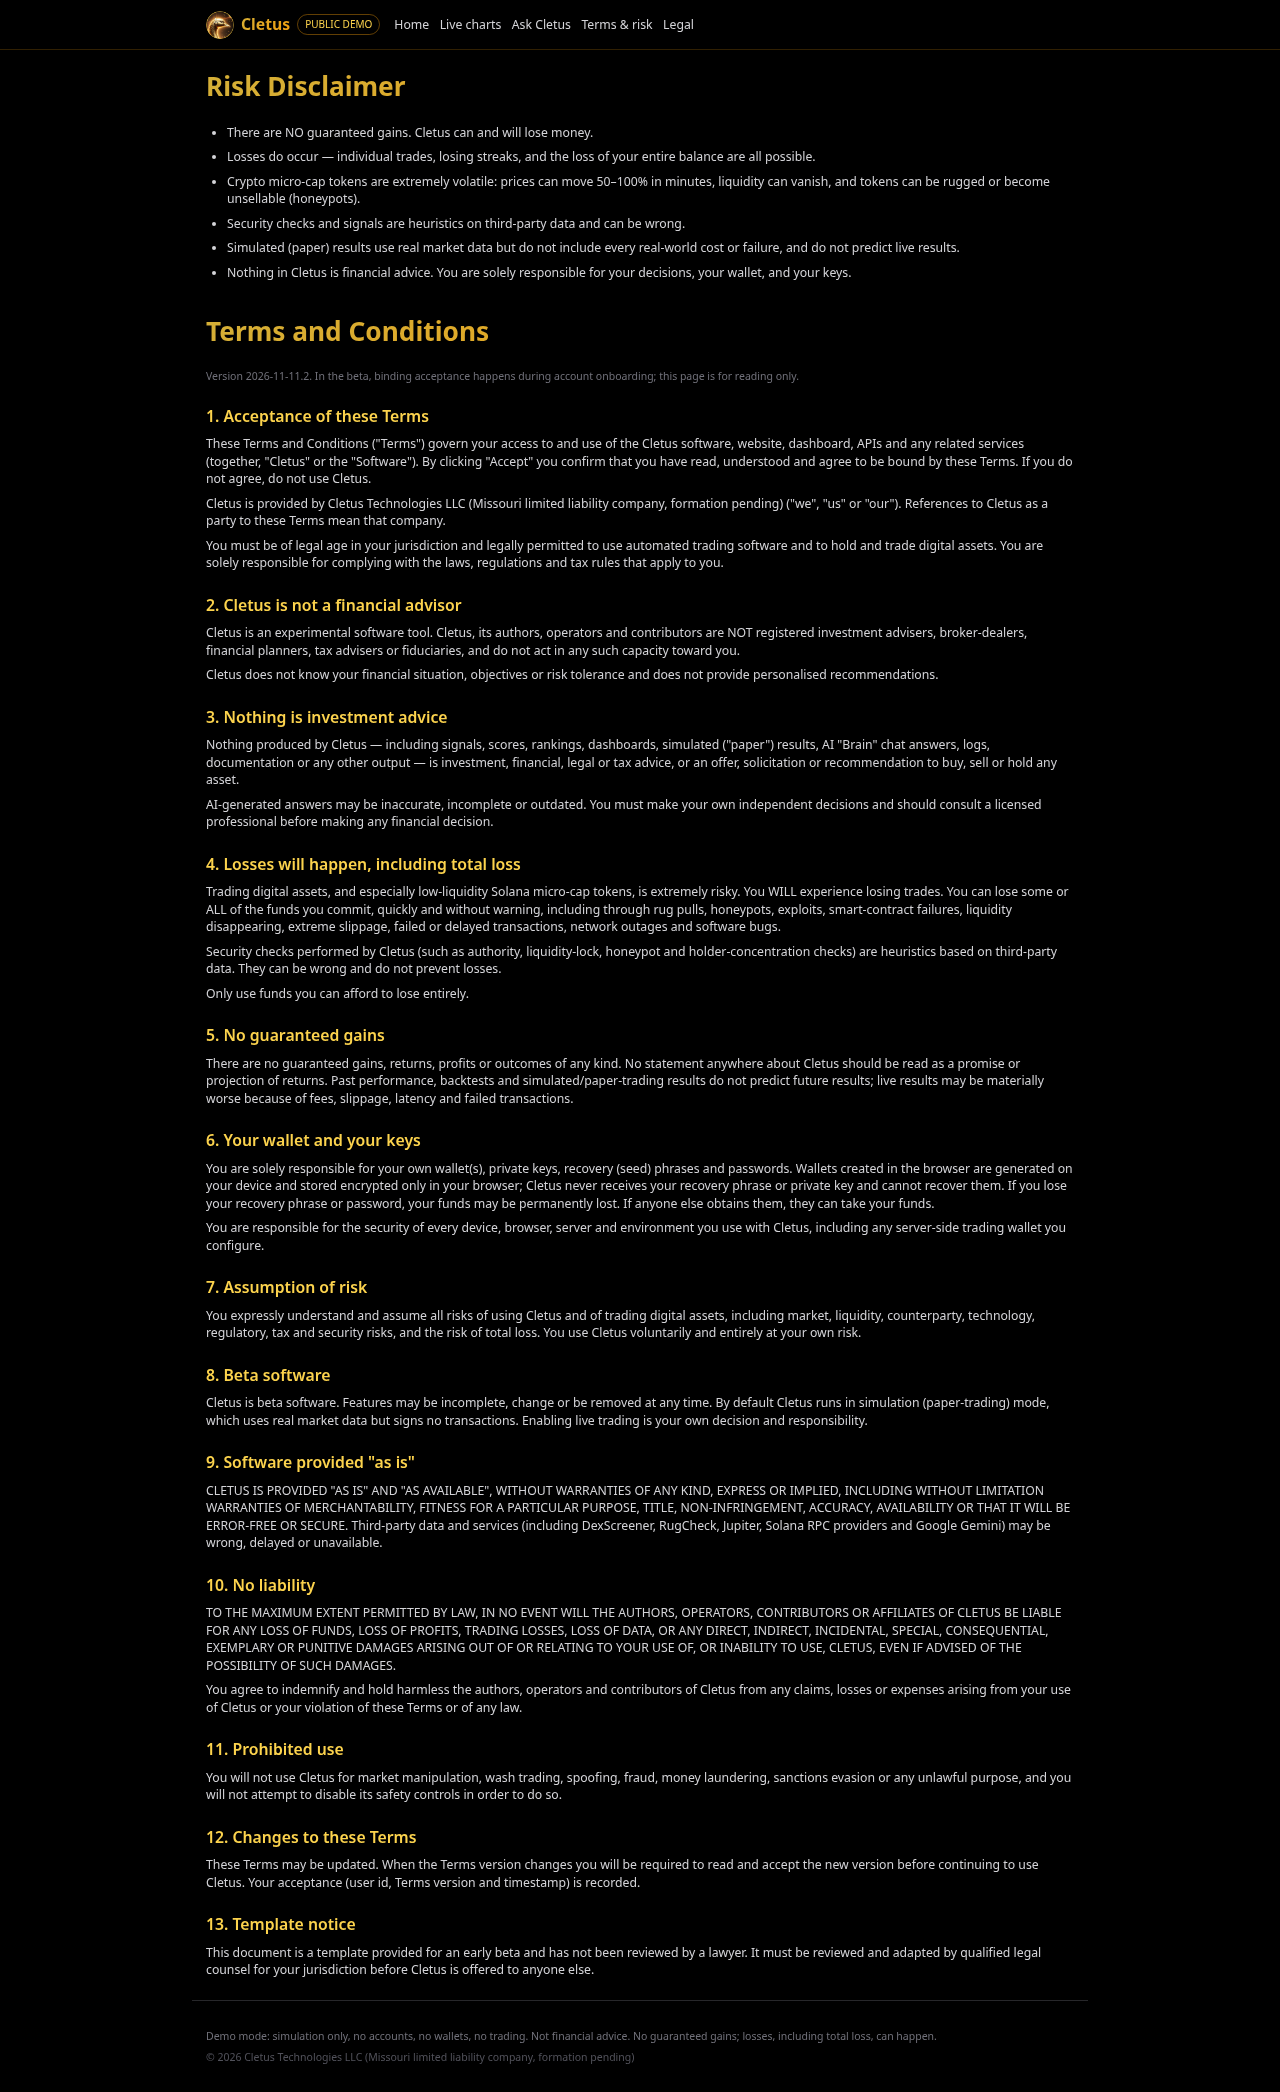 Cletus PUBLIC DEMO Home Live charts Ask Cletus Terms & risk Legal
Risk Disclaimer
• There are NO guaranteed gains. Cletus can and will lose money.
• Losses do occur — individual trades, losing streaks, and the loss of your entire balance are all possible.
• Crypto micro-cap tokens are extremely volatile: prices can move 50–100% in minutes, liquidity can vanish, and tokens can be rugged or become
unsellable (honeypots).
• Security checks and signals are heuristics on third-party data and can be wrong.
• Simulated (paper) results use real market data but do not include every real-world cost or failure, and do not predict live results.
• Nothing in Cletus is financial advice. You are solely responsible for your decisions, your wallet, and your keys.
Terms and Conditions
Version 2026-11-11.2. In the beta, binding acceptance happens during account onboarding; this page is for reading only.
1. Acceptance of these Terms
These Terms and Conditions ("Terms") govern your access to and use of the Cletus software, website, dashboard, APIs and any related services
(together, "Cletus" or the "Software"). By clicking "Accept" you confirm that you have read, understood and agree to be bound by these Terms. If you do
not agree, do not use Cletus.
Cletus is provided by Cletus Technologies LLC (Missouri limited liability company, formation pending) ("we", "us" or "our"). References to Cletus as a
party to these Terms mean that company.
You must be of legal age in your jurisdiction and legally permitted to use automated trading software and to hold and trade digital assets. You are
solely responsible for complying with the laws, regulations and tax rules that apply to you.
2. Cletus is not a financial advisor
Cletus is an experimental software tool. Cletus, its authors, operators and contributors are NOT registered investment advisers, broker-dealers,
financial planners, tax advisers or fiduciaries, and do not act in any such capacity toward you.
Cletus does not know your financial situation, objectives or risk tolerance and does not provide personalised recommendations.
3. Nothing is investment advice
Nothing produced by Cletus — including signals, scores, rankings, dashboards, simulated ("paper") results, AI "Brain" chat answers, logs,
documentation or any other output — is investment, financial, legal or tax advice, or an offer, solicitation or recommendation to buy, sell or hold any
asset.
AI-generated answers may be inaccurate, incomplete or outdated. You must make your own independent decisions and should consult a licensed
professional before making any financial decision.
4. Losses will happen, including total loss
Trading digital assets, and especially low-liquidity Solana micro-cap tokens, is extremely risky. You WILL experience losing trades. You can lose some or
ALL of the funds you commit, quickly and without warning, including through rug pulls, honeypots, exploits, smart-contract failures, liquidity
disappearing, extreme slippage, failed or delayed transactions, network outages and software bugs.
Security checks performed by Cletus (such as authority, liquidity-lock, honeypot and holder-concentration checks) are heuristics based on third-party
data. They can be wrong and do not prevent losses.
Only use funds you can afford to lose entirely.
5. No guaranteed gains
There are no guaranteed gains, returns, profits or outcomes of any kind. No statement anywhere about Cletus should be read as a promise or
projection of returns. Past performance, backtests and simulated/paper-trading results do not predict future results; live results may be materially
worse because of fees, slippage, latency and failed transactions.
6. Your wallet and your keys
You are solely responsible for your own wallet(s), private keys, recovery (seed) phrases and passwords. Wallets created in the browser are generated on
your device and stored encrypted only in your browser; Cletus never receives your recovery phrase or private key and cannot recover them. If you lose
your recovery phrase or password, your funds may be permanently lost. If anyone else obtains them, they can take your funds.
You are responsible for the security of every device, browser, server and environment you use with Cletus, including any server-side trading wallet you
configure.
7. Assumption of risk
You expressly understand and assume all risks of using Cletus and of trading digital assets, including market, liquidity, counterparty, technology,
regulatory, tax and security risks, and the risk of total loss. You use Cletus voluntarily and entirely at your own risk.
8. Beta software
Cletus is beta software. Features may be incomplete, change or be removed at any time. By default Cletus runs in simulation (paper-trading) mode,
which uses real market data but signs no transactions. Enabling live trading is your own decision and responsibility.
9. Software provided "as is"
CLETUS IS PROVIDED "AS IS" AND "AS AVAILABLE", WITHOUT WARRANTIES OF ANY KIND, EXPRESS OR IMPLIED, INCLUDING WITHOUT LIMITATION
WARRANTIES OF MERCHANTABILITY, FITNESS FOR A PARTICULAR PURPOSE, TITLE, NON-INFRINGEMENT, ACCURACY, AVAILABILITY OR THAT IT WILL BE
ERROR-FREE OR SECURE. Third-party data and services (including DexScreener, RugCheck, Jupiter, Solana RPC providers and Google Gemini) may be
wrong, delayed or unavailable.
10. No liability
TO THE MAXIMUM EXTENT PERMITTED BY LAW, IN NO EVENT WILL THE AUTHORS, OPERATORS, CONTRIBUTORS OR AFFILIATES OF CLETUS BE LIABLE
FOR ANY LOSS OF FUNDS, LOSS OF PROFITS, TRADING LOSSES, LOSS OF DATA, OR ANY DIRECT, INDIRECT, INCIDENTAL, SPECIAL, CONSEQUENTIAL,
EXEMPLARY OR PUNITIVE DAMAGES ARISING OUT OF OR RELATING TO YOUR USE OF, OR INABILITY TO USE, CLETUS, EVEN IF ADVISED OF THE
POSSIBILITY OF SUCH DAMAGES.
You agree to indemnify and hold harmless the authors, operators and contributors of Cletus from any claims, losses or expenses arising from your use
of Cletus or your violation of these Terms or of any law.
11. Prohibited use
You will not use Cletus for market manipulation, wash trading, spoofing, fraud, money laundering, sanctions evasion or any unlawful purpose, and you
will not attempt to disable its safety controls in order to do so.
12. Changes to these Terms
These Terms may be updated. When the Terms version changes you will be required to read and accept the new version before continuing to use
Cletus. Your acceptance (user id, Terms version and timestamp) is recorded.
13. Template notice
This document is a template provided for an early beta and has not been reviewed by a lawyer. It must be reviewed and adapted by qualified legal
counsel for your jurisdiction before Cletus is offered to anyone else.
Demo mode: simulation only, no accounts, no wallets, no trading. Not financial advice. No guaranteed gains; losses, including total loss, can happen.
© 2026 Cletus Technologies LLC (Missouri limited liability company, formation pending)